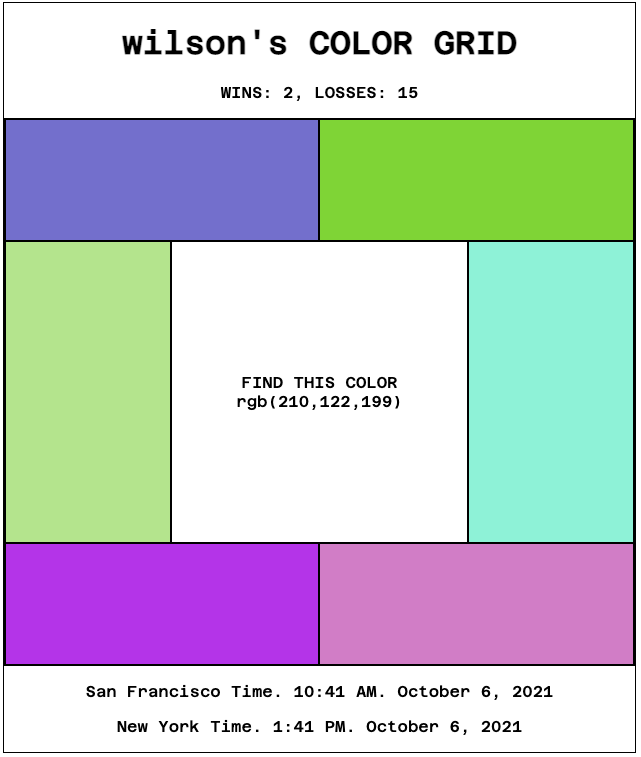 wilson's COLOR GRID
WINS: 2, LOSSES: 15
FIND THIS COLOR
rgb(210,122,199)
San Francisco Time. 10:41 AM. October 6, 2021
New York Time. 1:41 PM. October 6, 2021